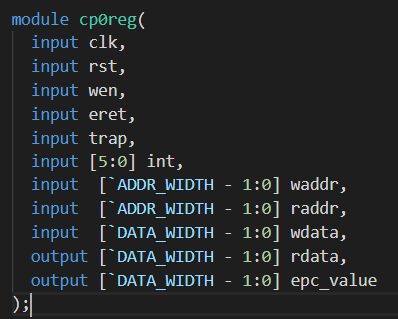 module cp0reg(
  input clk,
  input rst,
  input wen,
  input eret,
  input trap,
  input [5:0] int,
  input  [`ADDR_WIDTH - 1:0] waddr,
  input  [`ADDR_WIDTH - 1:0] raddr,
  input  [`DATA_WIDTH - 1:0] wdata,
  output [`DATA_WIDTH - 1:0] rdata,
  output [`DATA_WIDTH - 1:0] epc_value
);